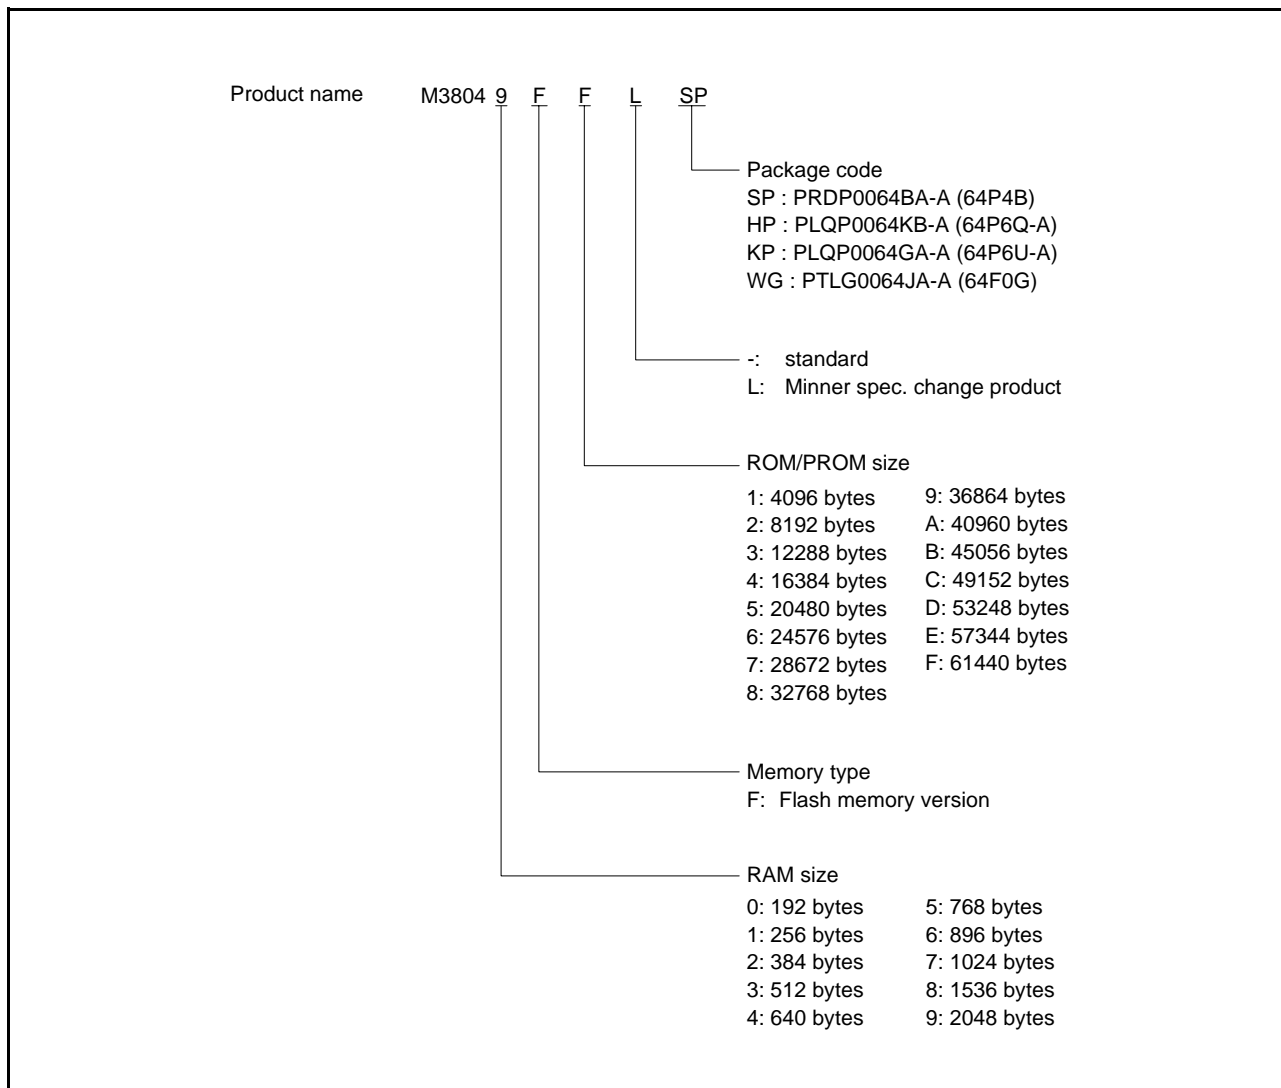 Product name M3804 9 F F L SP
Package code
SP : PRDP0064BA-A (64P4B)
HP : PLQP0064KB-A (64P6Q-A)
KP : PLQP0064GA-A (64P6U-A)
WG : PTLG0064JA-A (64F0G)
-: standard
L: Minner spec. change product
ROM/PROM size
1: 4096 bytes
2: 8192 bytes
3: 12288 bytes
4: 16384 bytes
5: 20480 bytes
6: 24576 bytes
7: 28672 bytes
8: 32768 bytes
9: 36864 bytes
A: 40960 bytes
B: 45056 bytes
C: 49152 bytes
D: 53248 bytes
E: 57344 bytes
F: 61440 bytes
Memory type
F: Flash memory version
RAM size
0: 192 bytes
1: 256 bytes
2: 384 bytes
3: 512 bytes
4: 640 bytes
5: 768 bytes
6: 896 bytes
7: 1024 bytes
8: 1536 bytes
9: 2048 bytes